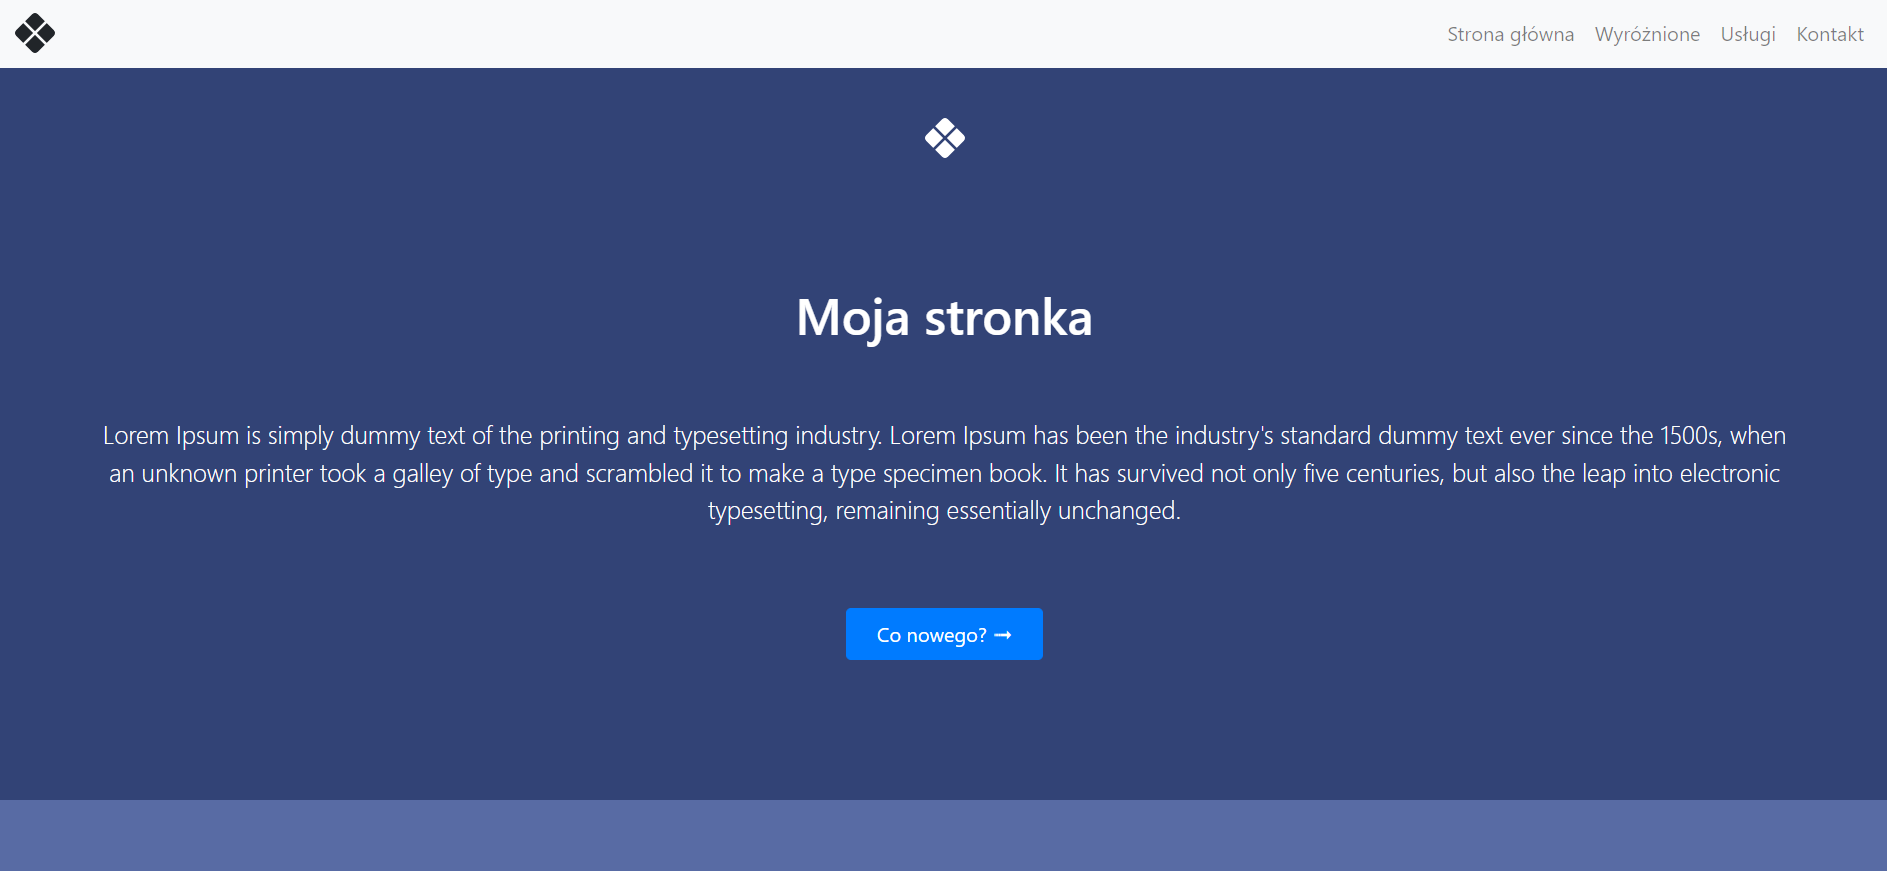 Strona główna Wyróżnione Usługi Kontakt
Moja stronka
Lorem Ipsum is simply dummy text of the printing and typesetting industry. Lorem Ipsum has been the industry's standard dummy text ever since the 1500s, when
an unknown printer took a galley of type and scrambled it to make a type specimen book. It has survived not only five centuries, but also the leap into electronic
typesetting, remaining essentially unchanged.
Co nowego? →